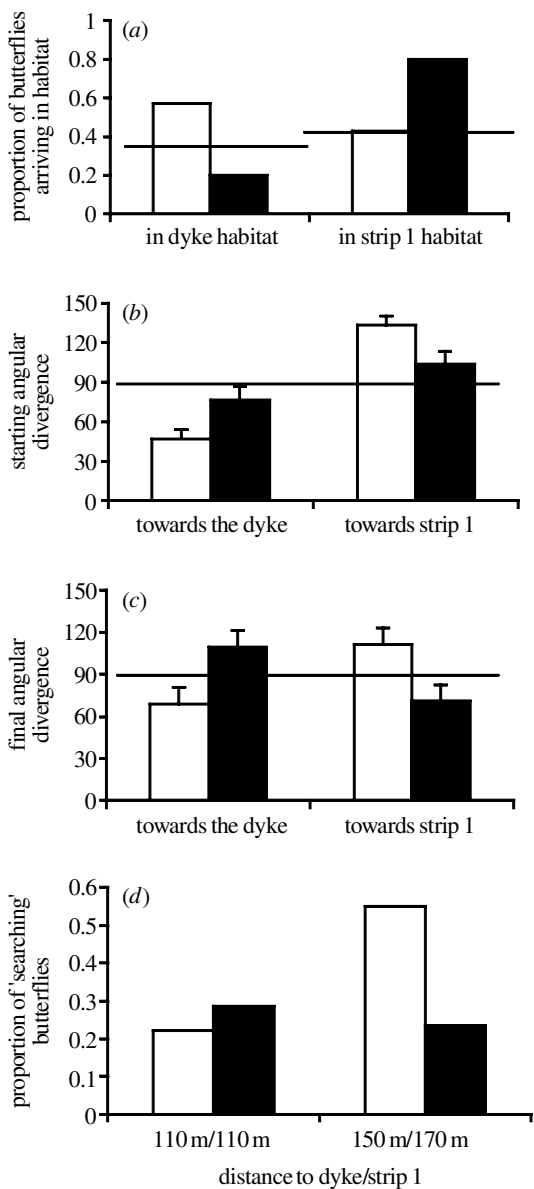 (a)
proportion of butterflies
arriving in habitat
1
0.8
0.6
0.4
0.2
0
in dyke habitat in strip 1 habitat
(b)
starting angular
divergence
150
120
90
60
30
0
towards the dyke towards strip 1
(c)
final angular
divergence
150
120
90
60
30
0
towards the dyke towards strip 1
(d)
proportion of 'searching'
butterflies
0.6
0.5
0.4
0.3
0.2
0.1
0
110 m/110 m 150 m/170 m
distance to dyke/strip 1